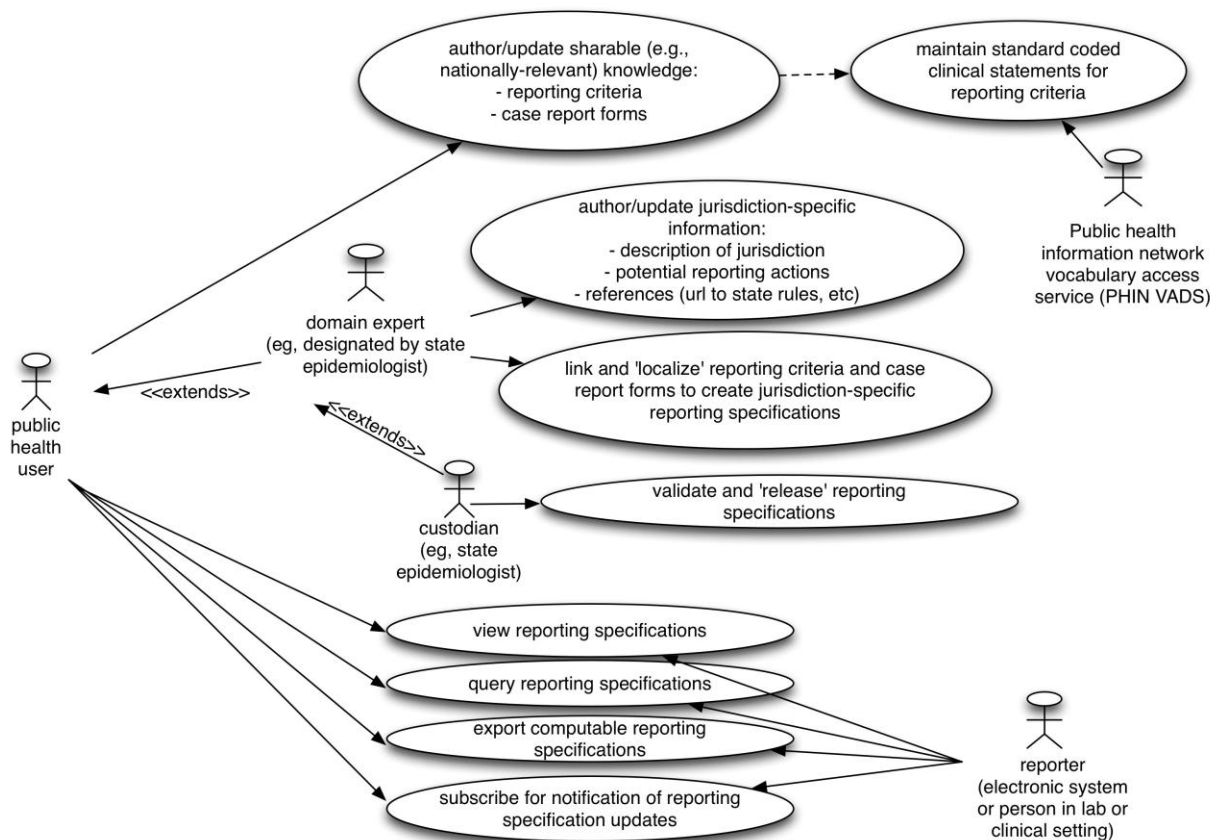 author/update sharable (e.g.,
nationally-relevant) knowledge:
- reporting criteria
- case report forms
maintain standard coded
clinical statements for
reporting criteria
Public health
information network
vocabulary access
service (PHIN VADS)
author/update jurisdiction-specific
information:
- description of jurisdiction
- potential reporting actions
- references (url to state rules, etc)
domain expert
(eg, designated by state
epidemiologist)
<<extends>>
public
health
user
link and 'localize' reporting criteria and case
report forms to create jurisdiction-specific
reporting specifications
<<extends>>
custodian
(eg, state
epidemiologist)
validate and 'release' reporting
specifications
view reporting specifications
query reporting specifications
export computable reporting
specifications
subscribe for notification of reporting
specification updates
reporter
(electronic system
or person in lab or
clinical setting)